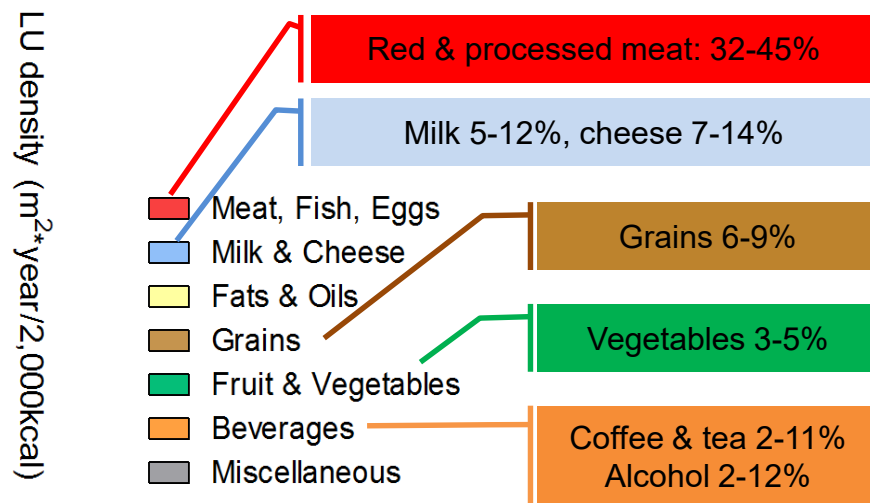 LU density (m²*year/2,000kcal)
Red & processed meat: 32-45%
Milk 5-12%, cheese 7-14%
Meat, Fish, Eggs
Milk & Cheese
Fats & Oils
Grains
Fruit & Vegetables
Beverages
Miscellaneous
Grains 6-9%
Vegetables 3-5%
Coffee & tea 2-11%
Alcohol 2-12%